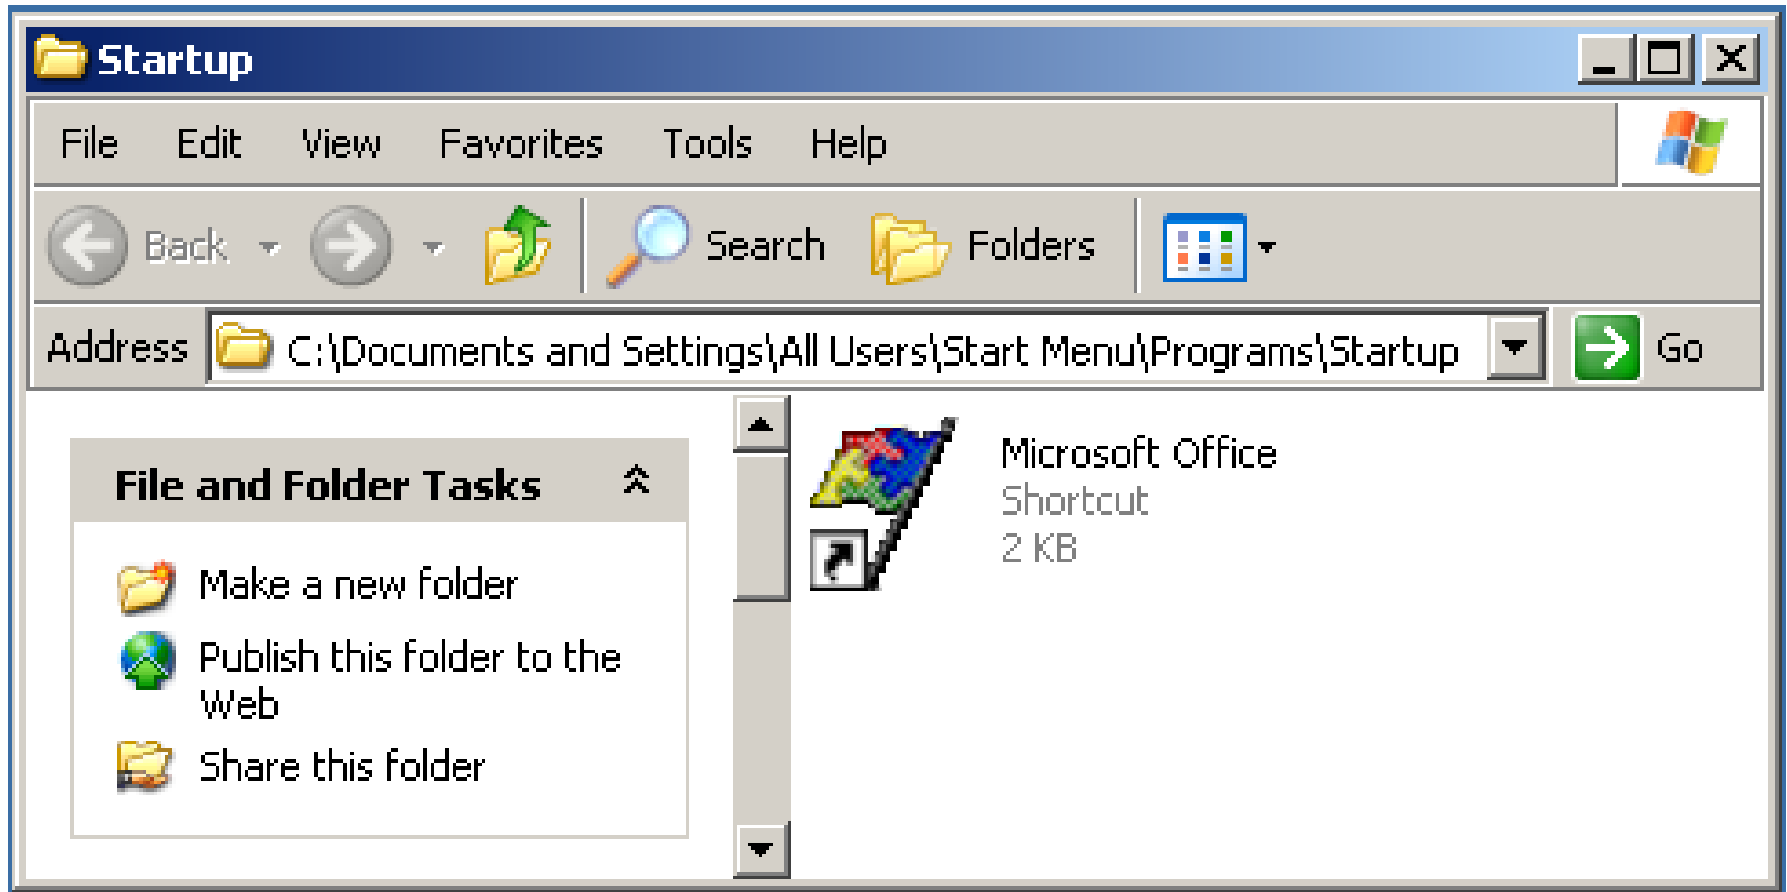 Startup
File Edit View Favorites Tools Help
Back Search Folders
Address C:\Documents and Settings\All Users\Start Menu\Programs\Startup Go
File and Folder Tasks
Make a new folder
Publish this folder to the
Web
Share this folder
Microsoft Office
Shortcut
2 KB